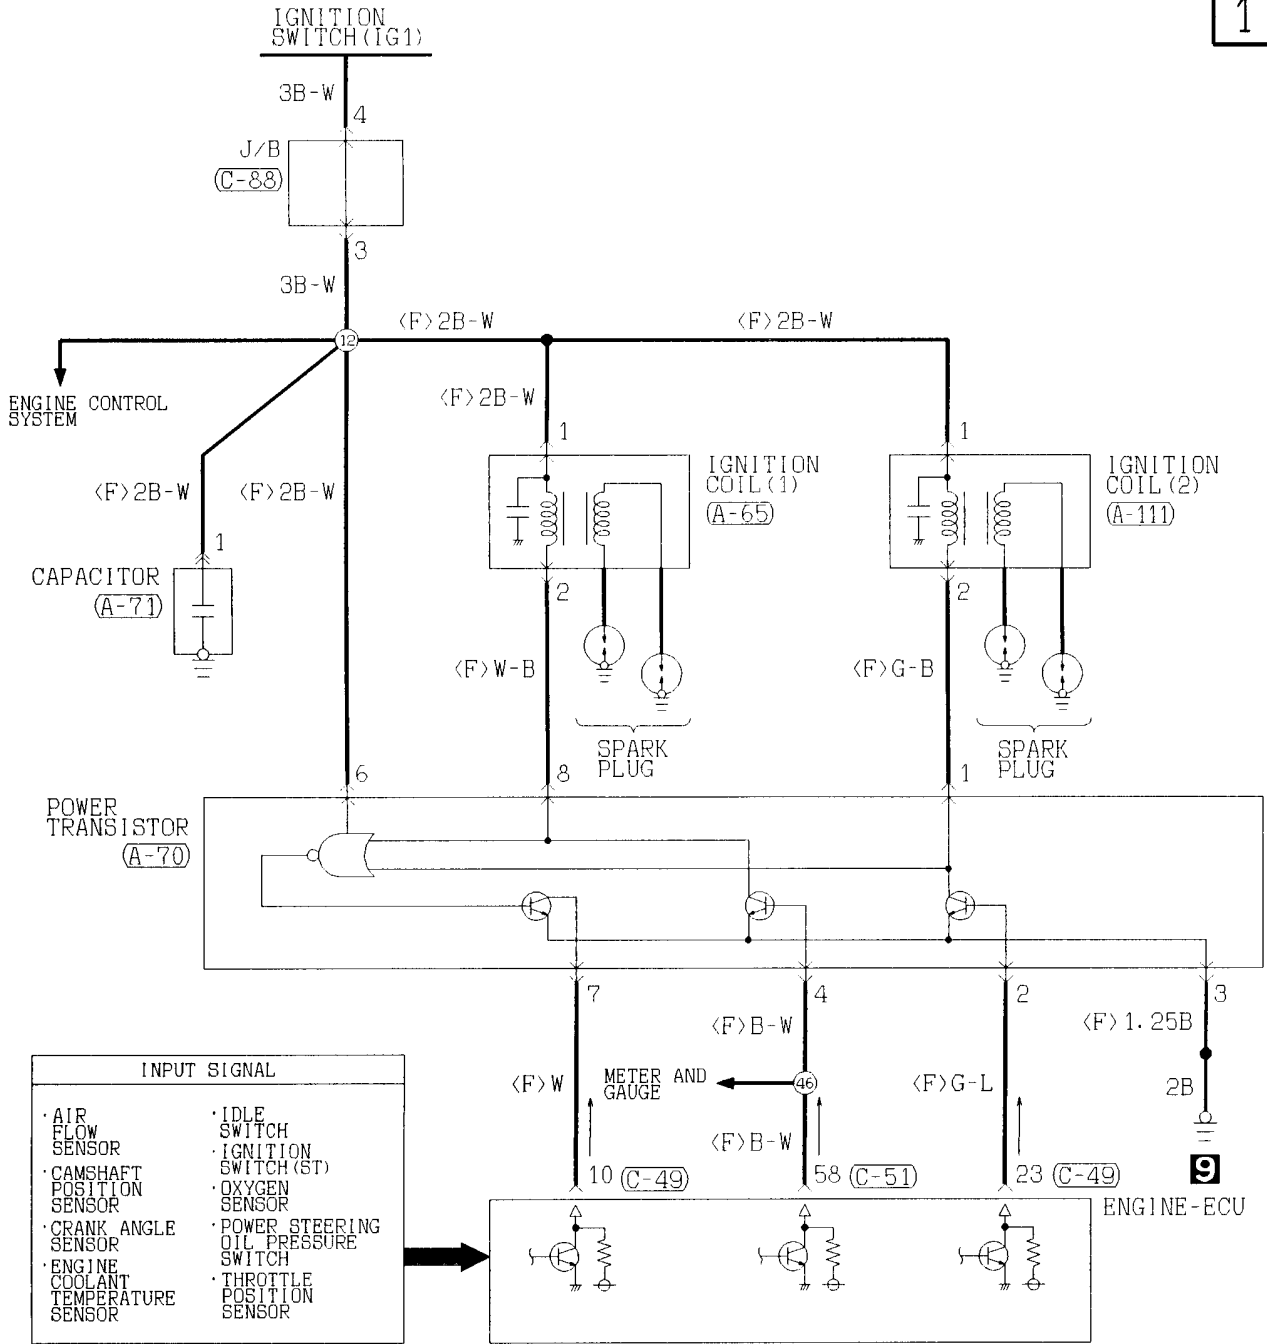 IGNITION
SWITCH(IG1)
1
3B-W
4
J/B
(C-88)
3
3B-W
<F>2B-W
<F>2B-W
12
ENGINE CONTROL
SYSTEM
<F>2B-W
1
1
IGNITION
COIL(1)
(A-65)
IGNITION
COIL(2)
(A-111)
<F>2B-W
<F>2B-W
1
CAPACITOR
(A-71)
2
2
<F>W-B
<F>G-B
SPARK
PLUG
SPARK
PLUG
6
8
1
POWER
TRANSISTOR
(A-70)
7
4
2
3
<F>B-W
<F>1.25B
INPUT SIGNAL
<F>W
METER AND
GAUGE
46
<F>G-L
2B
·AIR
FLOW
SENSOR
·CAMSHAFT
POSITION
SENSOR
·CRANK ANGLE
SENSOR
·ENGINE
COOLANT
TEMPERATURE
SENSOR
·IDLE
SWITCH
·IGNITION
SWITCH(ST)
·OXYGEN
SENSOR
·POWER STEERING
OIL PRESSURE
SWITCH
·THROTTLE
POSITION
SENSOR
<F>B-W
10 (C-49)
58 (C-51)
23 (C-49)
9
ENGINE-ECU